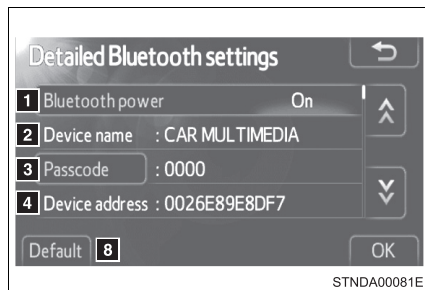 Detailed Bluetooth settings
1 Bluetooth power On
2 Device name : CAR MULTIMEDIA
3 Passcode : 0000
4 Device address : 0026E89E8DF7
Default 8 OK
STNDA00081E